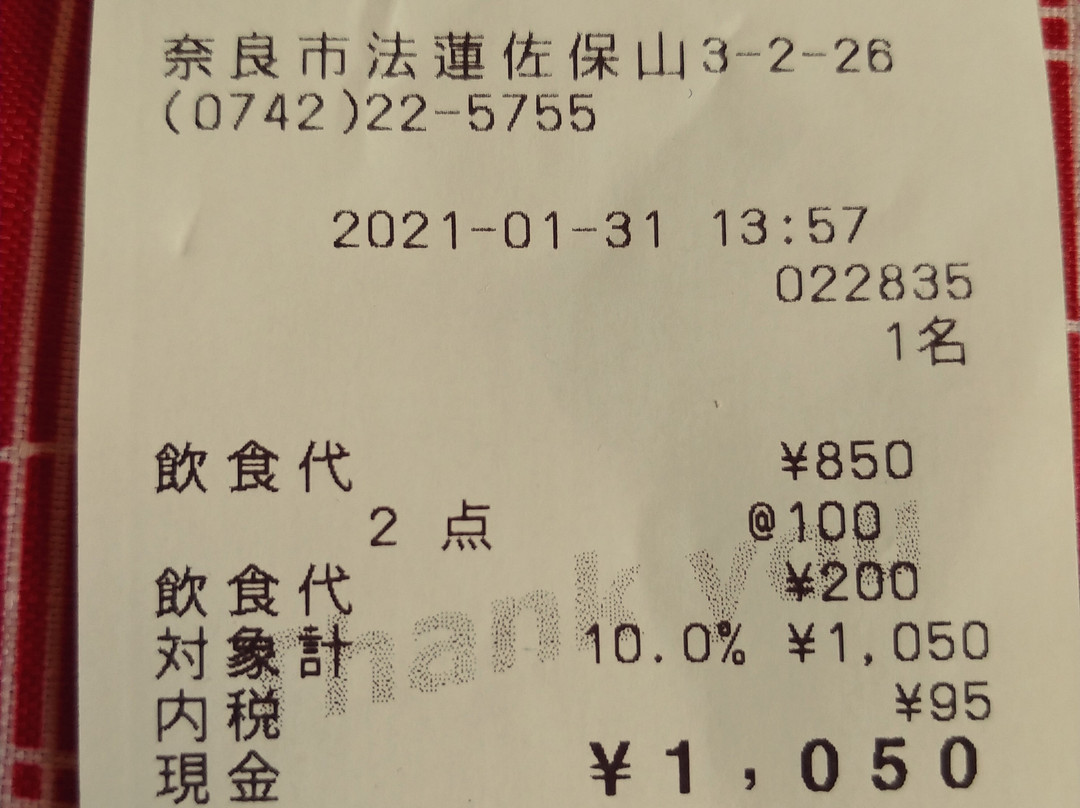 奈良市法蓮佐保山3-2-26
(0742)22-5755
2021-01-31 13:57
022835
1名
飲食代 ¥850
2 点 @100
飲食代 ¥200
対象計 10.0% ¥1,050
内税 ¥95
現金 ¥1,050
Thank you